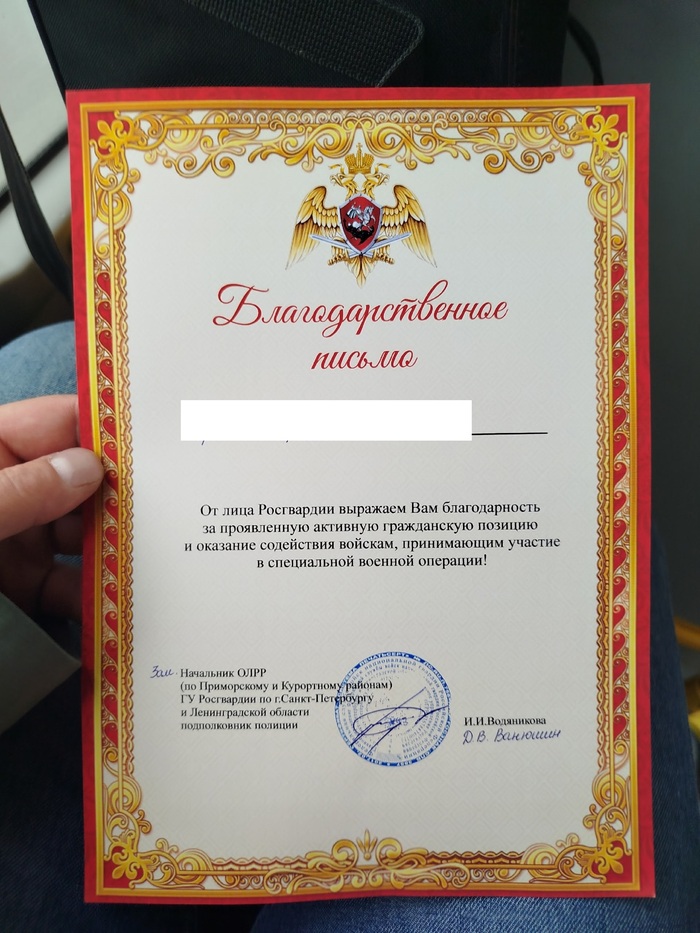 Благодарственное
письмо
От лица Росгвардии выражаем Вам благодарность
за проявленную активную гражданскую позицию
и оказание содействия войскам, принимающим участие
в специальной военной операции!
Зам. Начальник ОЛРР
(по Приморскому и Курортному районам)
ГУ Росгвардии по г.Санкт-Петербургу
и Ленинградской области
подполковник полиции
И.И.Водяникова
Д.В. Ванюшин